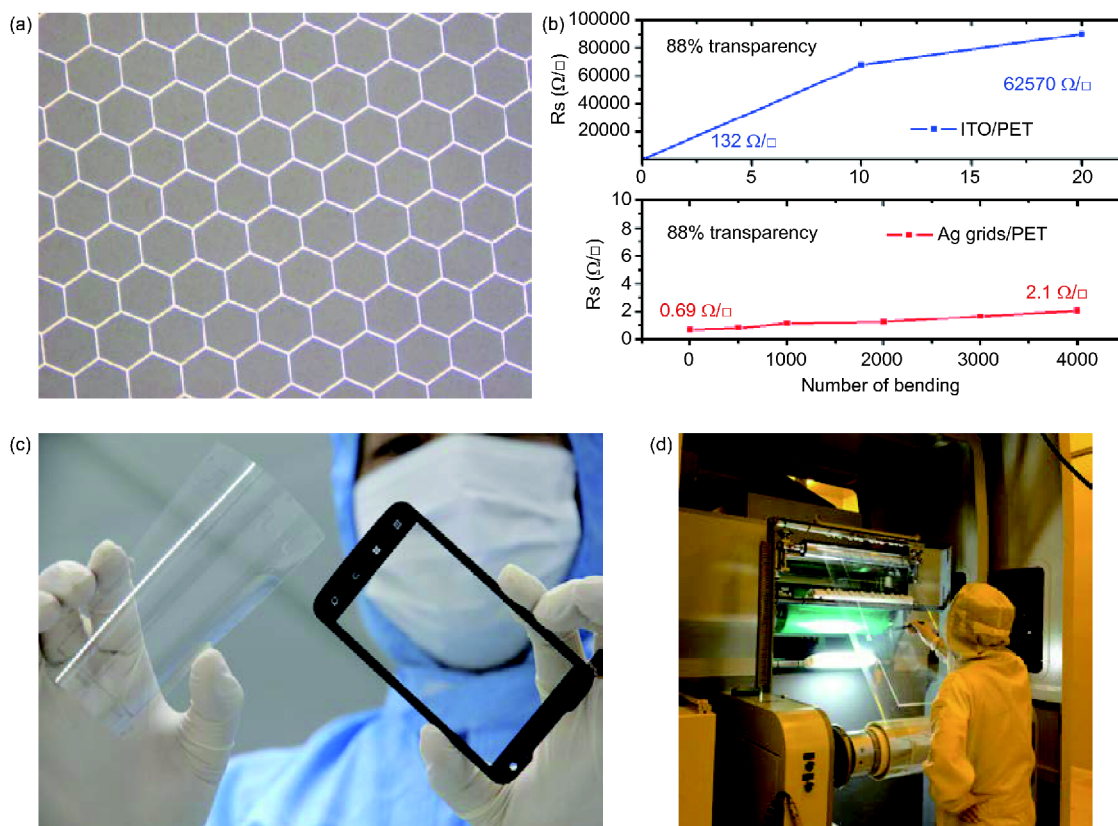 (a)
(b)
100000
80000
60000
40000
20000
Rs (Ω/□)
88% transparency
62570 Ω/□
132 Ω/□
ITO/PET
0 5 10 15 20
10
8
6
4
2
0
Rs (Ω/□)
88% transparency
Ag grids/PET
0.69 Ω/□
2.1 Ω/□
0 1000 2000 3000 4000
Number of bending
(c)
(d)